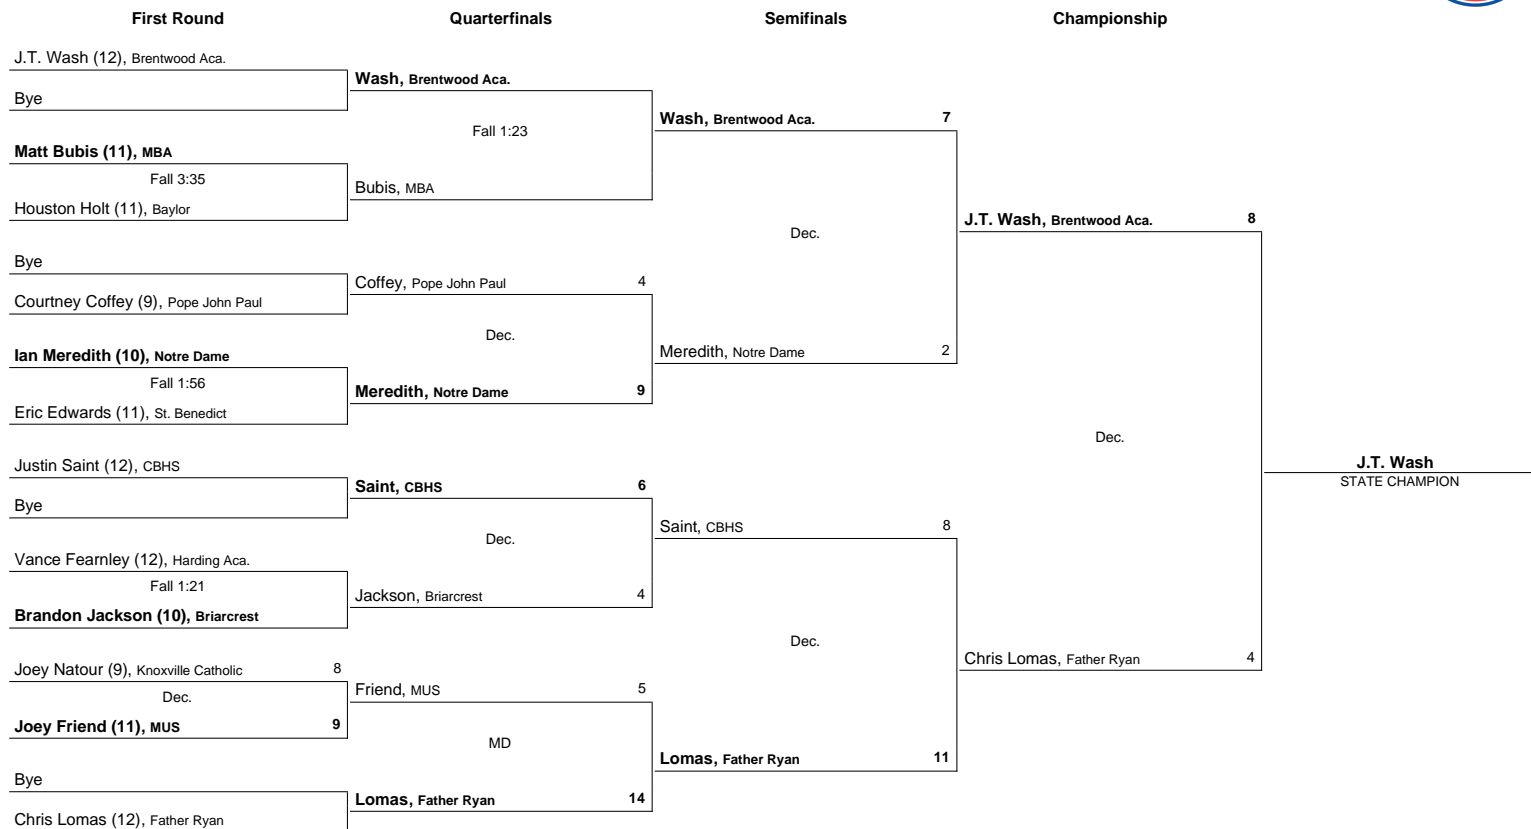 First Round Quarterfinals Semifinals Championship
J.T. Wash (12), Brentwood Aca.
Bye
Matt Bubis (11), MBA
Fall 3:35
Houston Holt (11), Baylor
Bye
Courtney Coffey (9), Pope John Paul
Ian Meredith (10), Notre Dame
Fall 1:56
Eric Edwards (11), St. Benedict
Justin Saint (12), CBHS
Bye
Vance Fearnley (12), Harding Aca.
Fall 1:21
Brandon Jackson (10), Briarcrest
Joey Natour (9), Knoxville Catholic 8
Dec.
Joey Friend (11), MUS 9
Bye
Chris Lomas (12), Father Ryan
Wash, Brentwood Aca.
Fall 1:23
Bubis, MBA
Coffey, Pope John Paul 4
Dec.
Meredith, Notre Dame 9
Saint, CBHS 6
Dec.
Jackson, Briarcrest 4
Friend, MUS 5
MD
Lomas, Father Ryan 14
Wash, Brentwood Aca. 7
Dec.
Meredith, Notre Dame 2
Saint, CBHS 8
Dec.
Lomas, Father Ryan 11
J.T. Wash, Brentwood Aca. 8
Dec.
Chris Lomas, Father Ryan 4
J.T. Wash
STATE CHAMPION